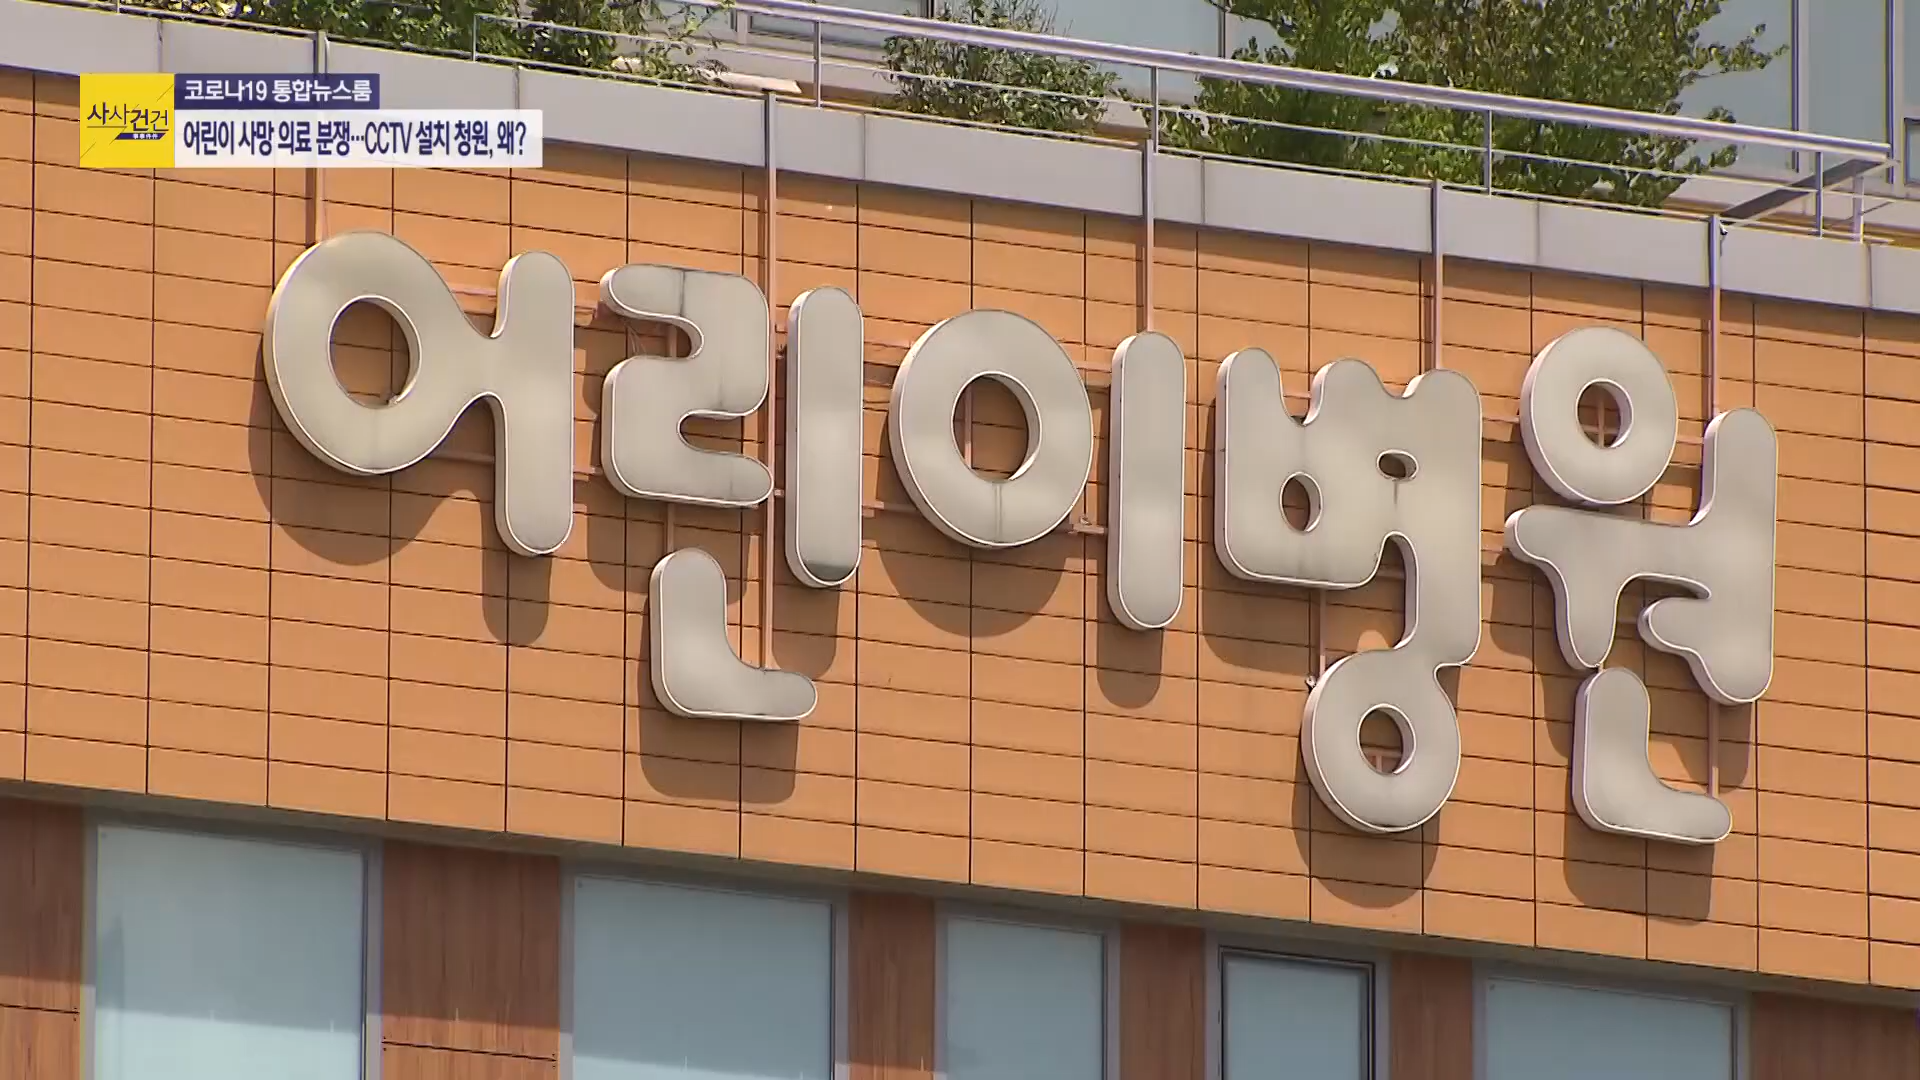 코로나19 통합뉴스룸
사사건건
어린이 사망 의료 분쟁…CCTV 설치 청원, 왜?
어린이병원